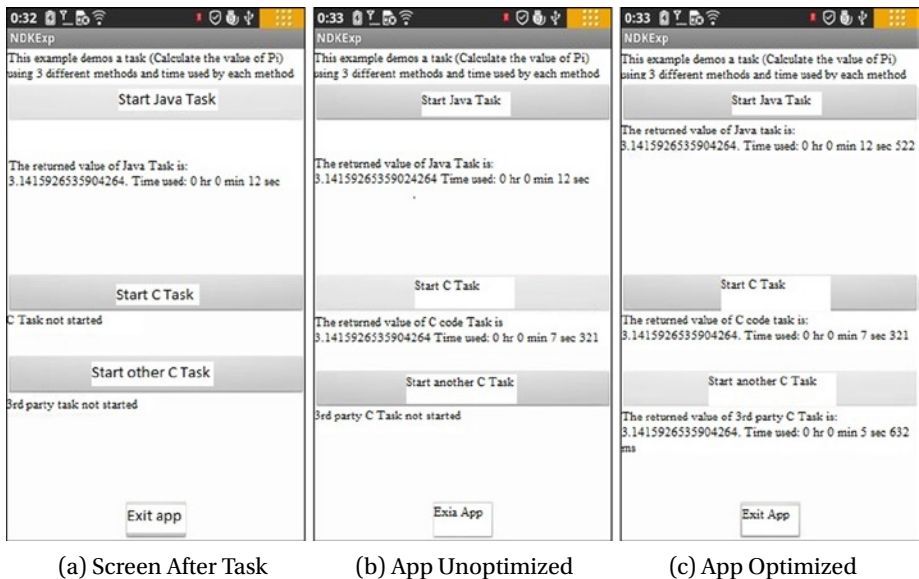 0:32
NDKExp
This example demos a task (Calculate the value of Pi)
using 3 different methods and time used by each method
Start Java Task
The returned value of Java Task is:
3.1415926535904264. Time used: 0 hr 0 min 12 sec
Start C Task
C Task not started
Start other C Task
3rd party task not started
Exit app
(a) Screen After Task
0:33
NDKExp
This example demos a task (Calculate the value of Pi)
using 3 different methods and time used by each method
Start Java Task
The returned value of Java Task is:
3.14159265359024264 Time used: 0 hr 0 min 12 sec
Start C Task
The returned value of C code Task is
3.1415926535904264 Time used: 0 hr 0 min 7 sec 321
Start another C Task
3rd party C Task not started
Exia App
(b) App Unoptimized
0:33
NDKExp
This example demos a task (Calculate the value of Pi)
using 3 different methods and time used by each method
Start Java Task
The returned value of Java task is:
3.1415926535904264. Time used: 0 hr 0 min 12 sec 522
Start C Task
The returned value of C code task is:
3.1415926535904264. Time used: 0 hr 0 min 7 sec 321
Start another C Task
The returned value of 3rd party C Task is:
3.1415926535904264. Time used: 0 hr 0 min 5 sec 632
ms
Exit App
(c) App Optimized